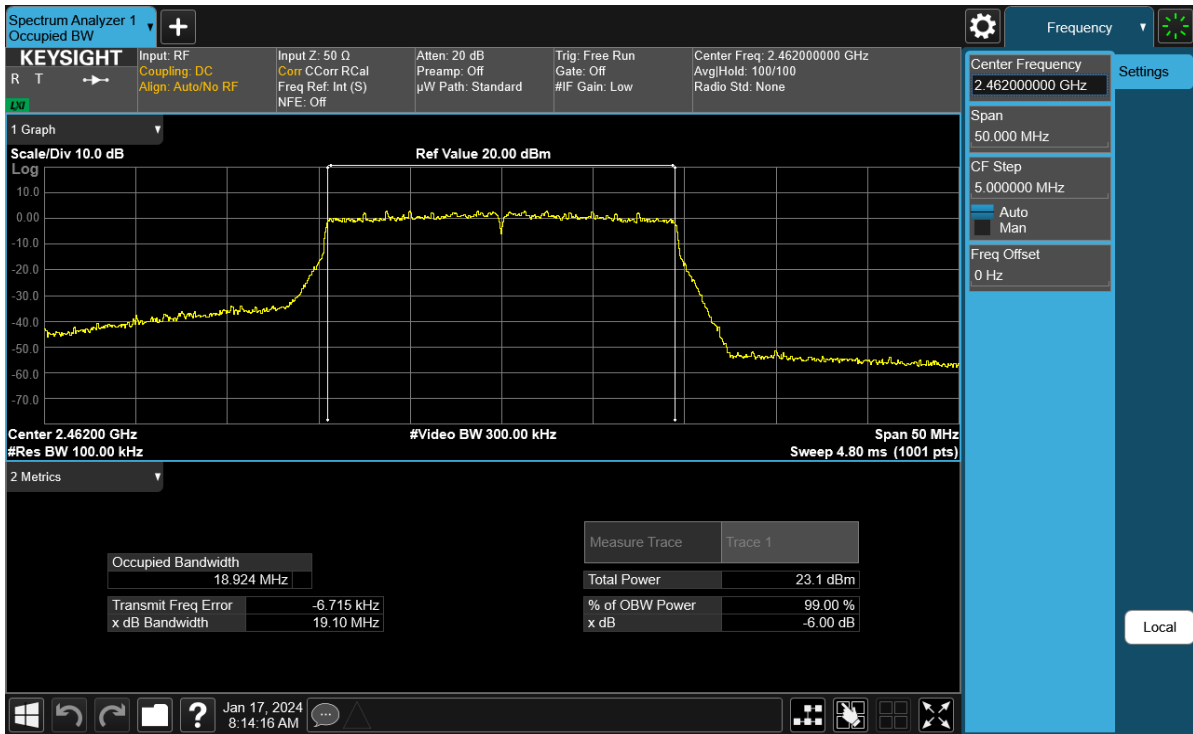 Spectrum Analyzer 1
Occupied BW
Frequency
KEYSIGHT
R T
LXI
Input: RF
Coupling: DC
Align: Auto/No RF
Input Z: 50 Ω
Corr CCorr RCal
Freq Ref: Int (S)
NFE: Off
Atten: 20 dB
Preamp: Off
µW Path: Standard
Trig: Free Run
Gate: Off
#IF Gain: Low
Center Freq: 2.462000000 GHz
Avg|Hold: 100/100
Radio Std: None
Center Frequency
2.462000000 GHz
Settings
Span
50.000 MHz
CF Step
5.000000 MHz
Auto
Man
Freq Offset
0 Hz
Local
1 Graph
Scale/Div 10.0 dB
Ref Value 20.00 dBm
Log
10.0
0.00
-10.0
-20.0
-30.0
-40.0
-50.0
-60.0
-70.0
Center 2.46200 GHz
#Video BW 300.00 kHz
Span 50 MHz
#Res BW 100.00 kHz
Sweep 4.80 ms (1001 pts)
2 Metrics
Measure Trace
Trace 1
Occupied Bandwidth
18.924 MHz
Total Power
23.1 dBm
Transmit Freq Error
-6.715 kHz
% of OBW Power
99.00 %
x dB Bandwidth
19.10 MHz
x dB
-6.00 dB
?
Jan 17, 2024
8:14:16 AM